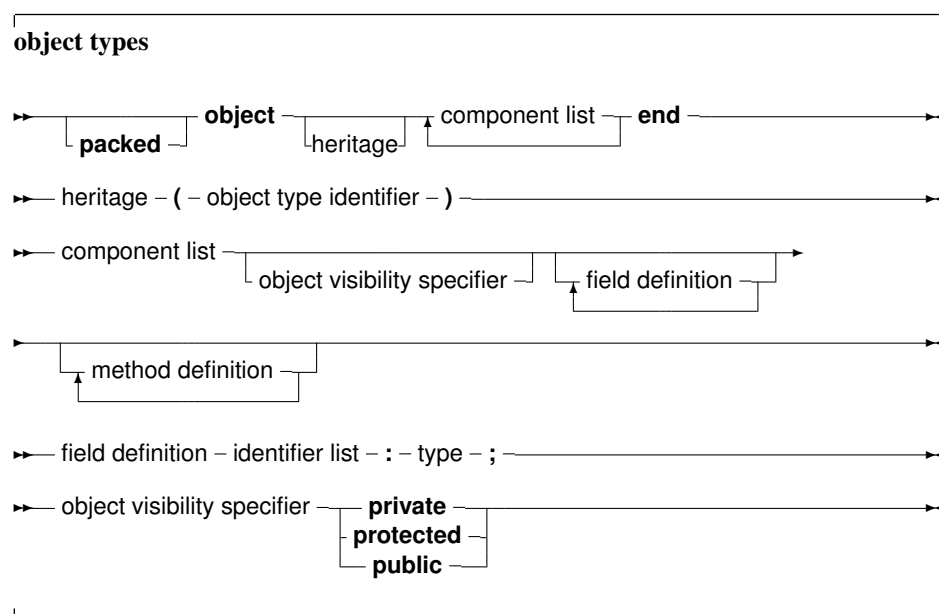 object types
object heritage component list end
packed
heritage ( object type identifier )
component list
object visibility specifier field definition
method definition
field definition identifier list : type ;
object visibility specifier private
protected
public